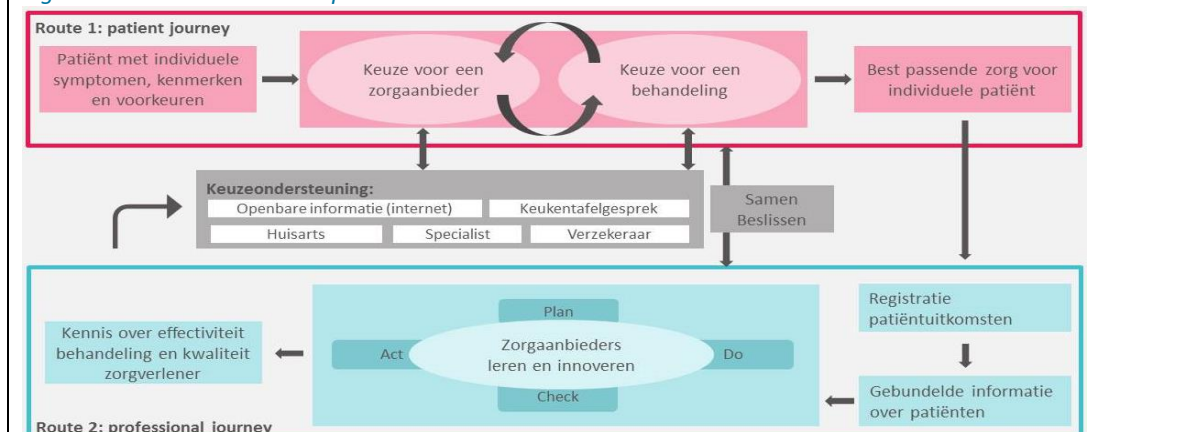 Route 1: patient journey
Patiënt met individuele
symptomen, kenmerken
en voorkeuren
Keuze voor een
zorgaanbieder
Keuze voor een
behandeling
Best passende zorg voor
individuele patiënt
Keuzeondersteuning:
Openbare informatie (internet)
Keukentafelgesprek
Huisarts
Specialist
Verzekeraar
Samen
Beslissen
Registratie
patiëntuitkomsten
Gebundelde informatie
over patiënten
Plan
Act
Zorgaanbieders
leren en innoveren
Do
Check
Kennis over effectiviteit
behandeling en kwaliteit
zorgverlener
Route 2: professional journey